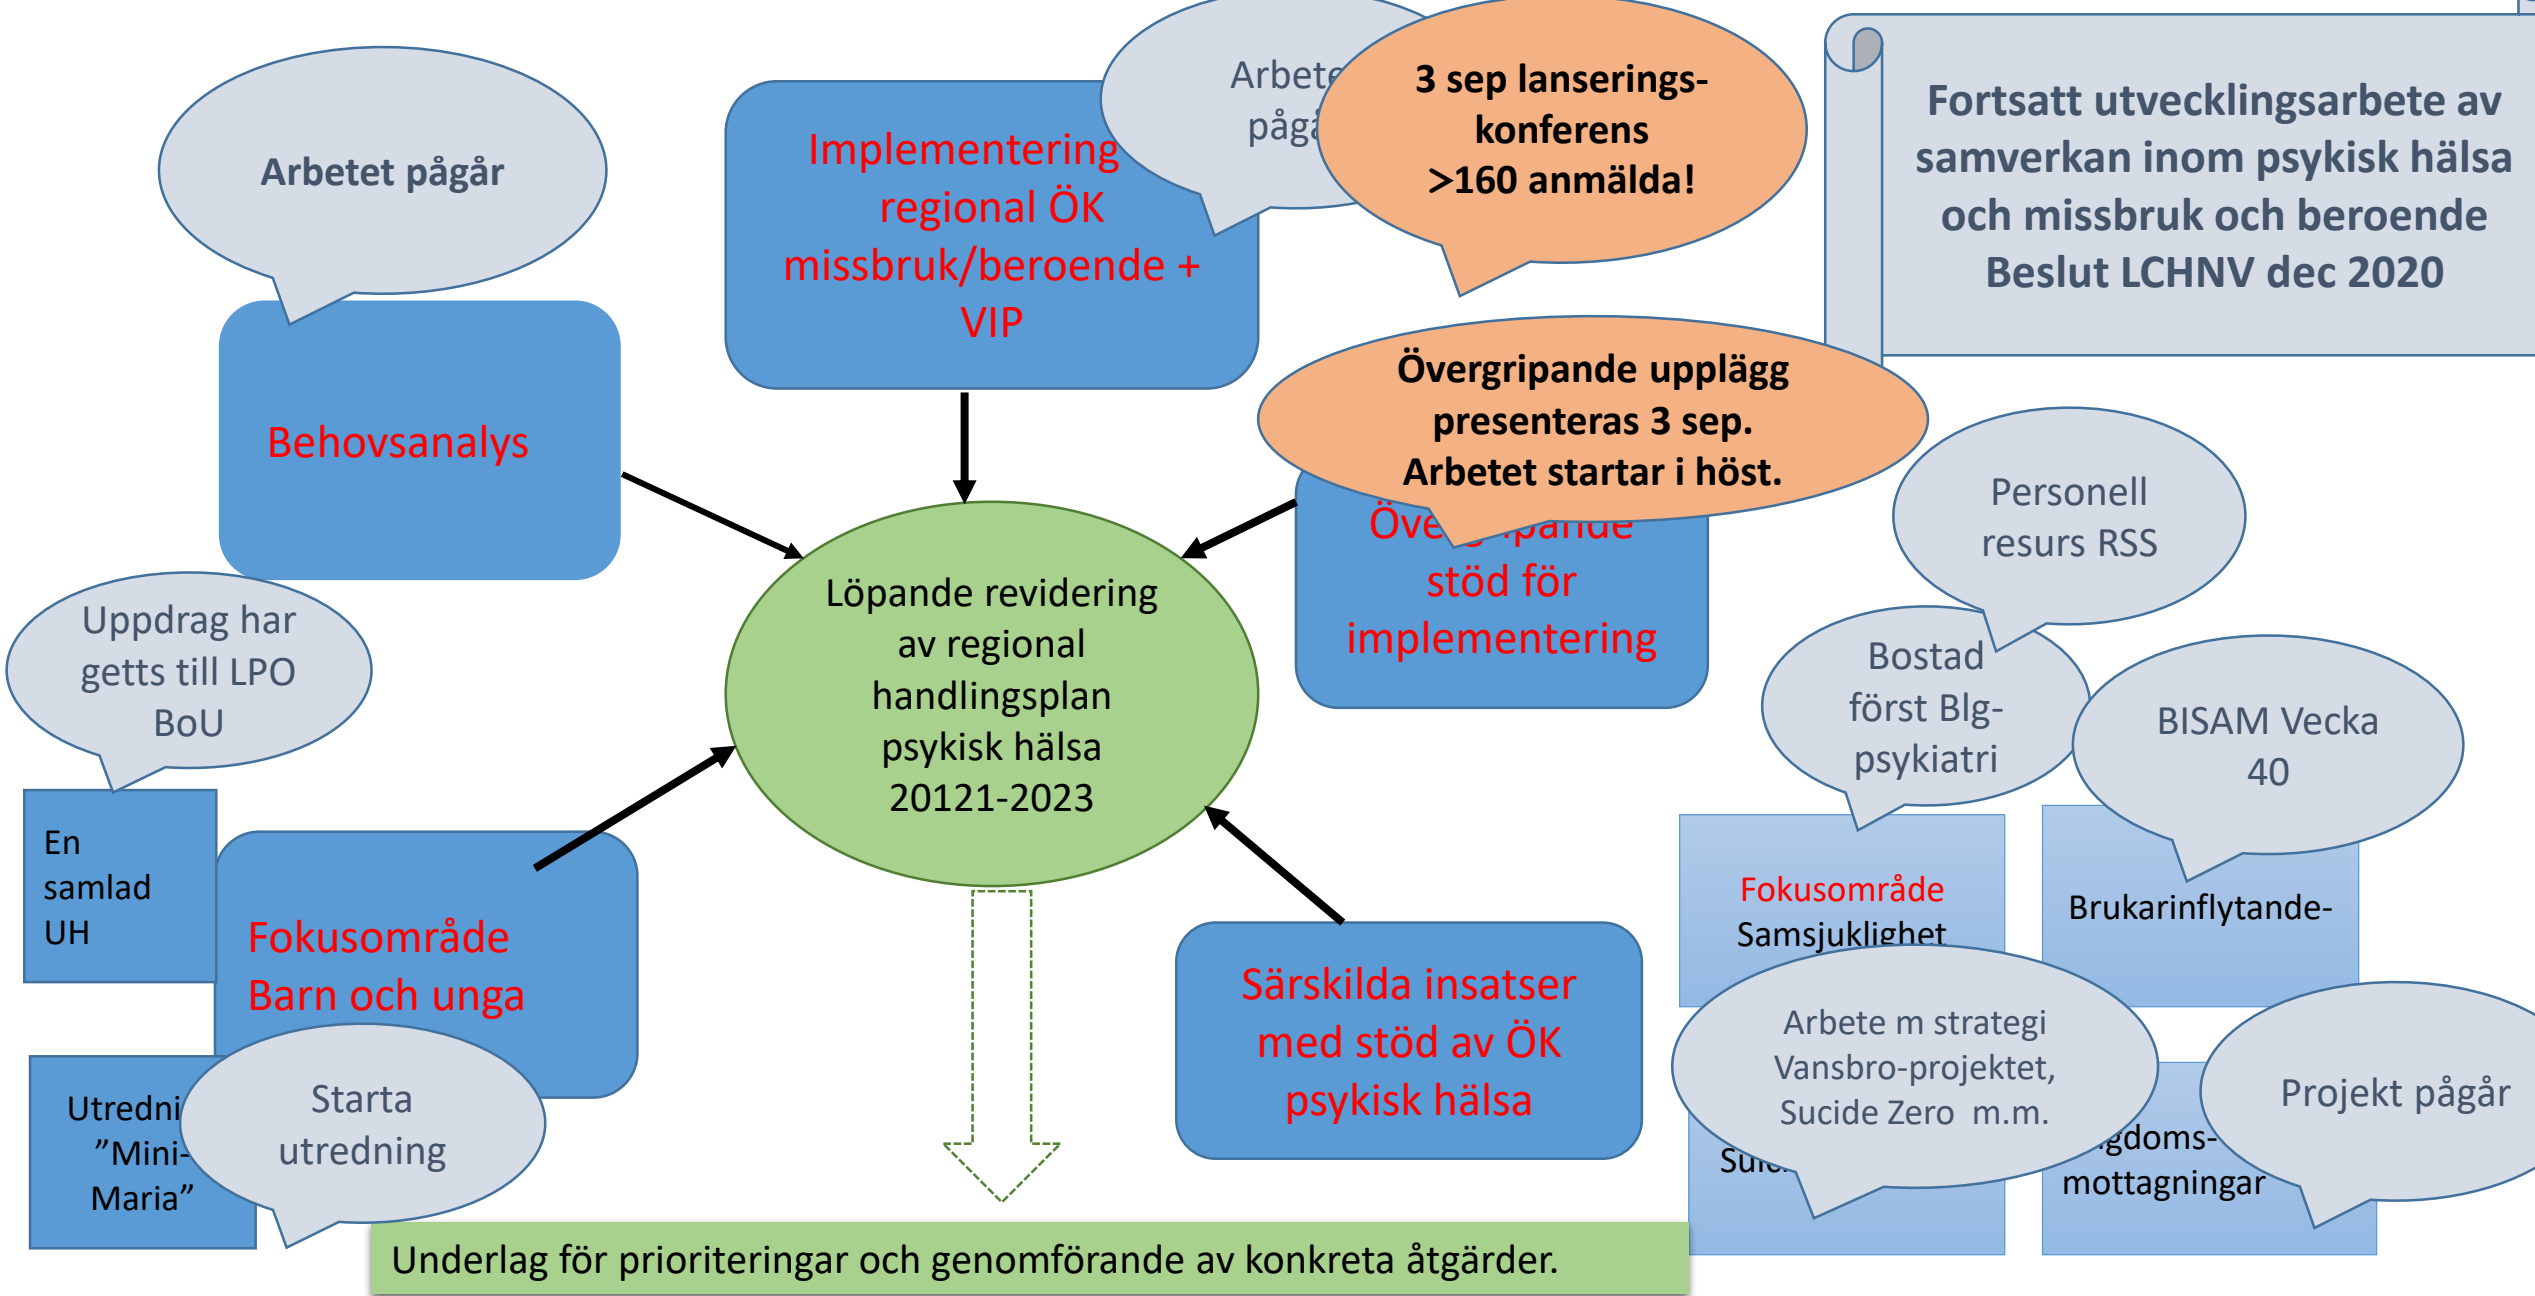 Arbetet pågår
Behovsanalys
Implementering
regional ÖK
missbruk/beroende +
VIP
3 sep lanserings-
konferens
>160 anmälda!
Fortsatt utvecklingsarbete av
samverkan inom psykisk hälsa
och missbruk och beroende
Beslut LCHNV dec 2020
Övergripande upplägg
presenteras 3 sep.
Arbetet startar i höst.
stöd för
implementering
Personell
resurs RSS
Bostad
först Blg-
psykiatri
BISAM Vecka
40
Uppdrag har
getts till LPO
BoU
En
samlad
UH
Fokusområde
Barn och unga
Starta
utredning
”Mini-
Maria”
Löpande revidering
av regional
handlingsplan
psykisk hälsa
20121-2023
Särskilda insatser
med stöd av ÖK
psykisk hälsa
Fokusområde
Samsjuklighet
Brukarinflytande-
Arbete m strategi
Vansbro-projektet,
Sucide Zero m.m.
Projekt pågår
mottagningar
Underlag för prioriteringar och genomförande av konkreta åtgärder.